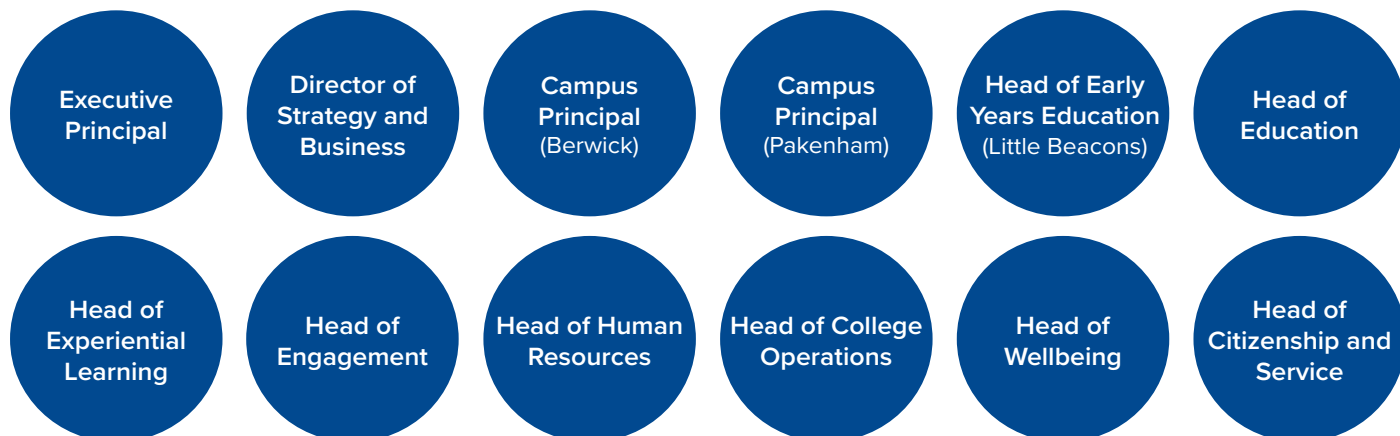 Executive
Principal
Director of
Strategy and
Business
Campus
Principal
(Berwick)
Campus
Principal
(Pakenham)
Head of Early
Years Education
(Little Beacons)
Head of
Education
Head of
Experiential
Learning
Head of
Engagement
Head of Human
Resources
Head of College
Operations
Head of
Wellbeing
Head of
Citizenship and
Service